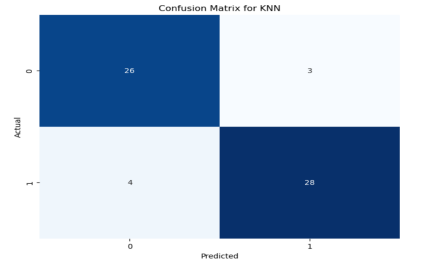 Confusion Matrix for KNN
0
26
3
Actual
1
4
28
0
1
Predicted